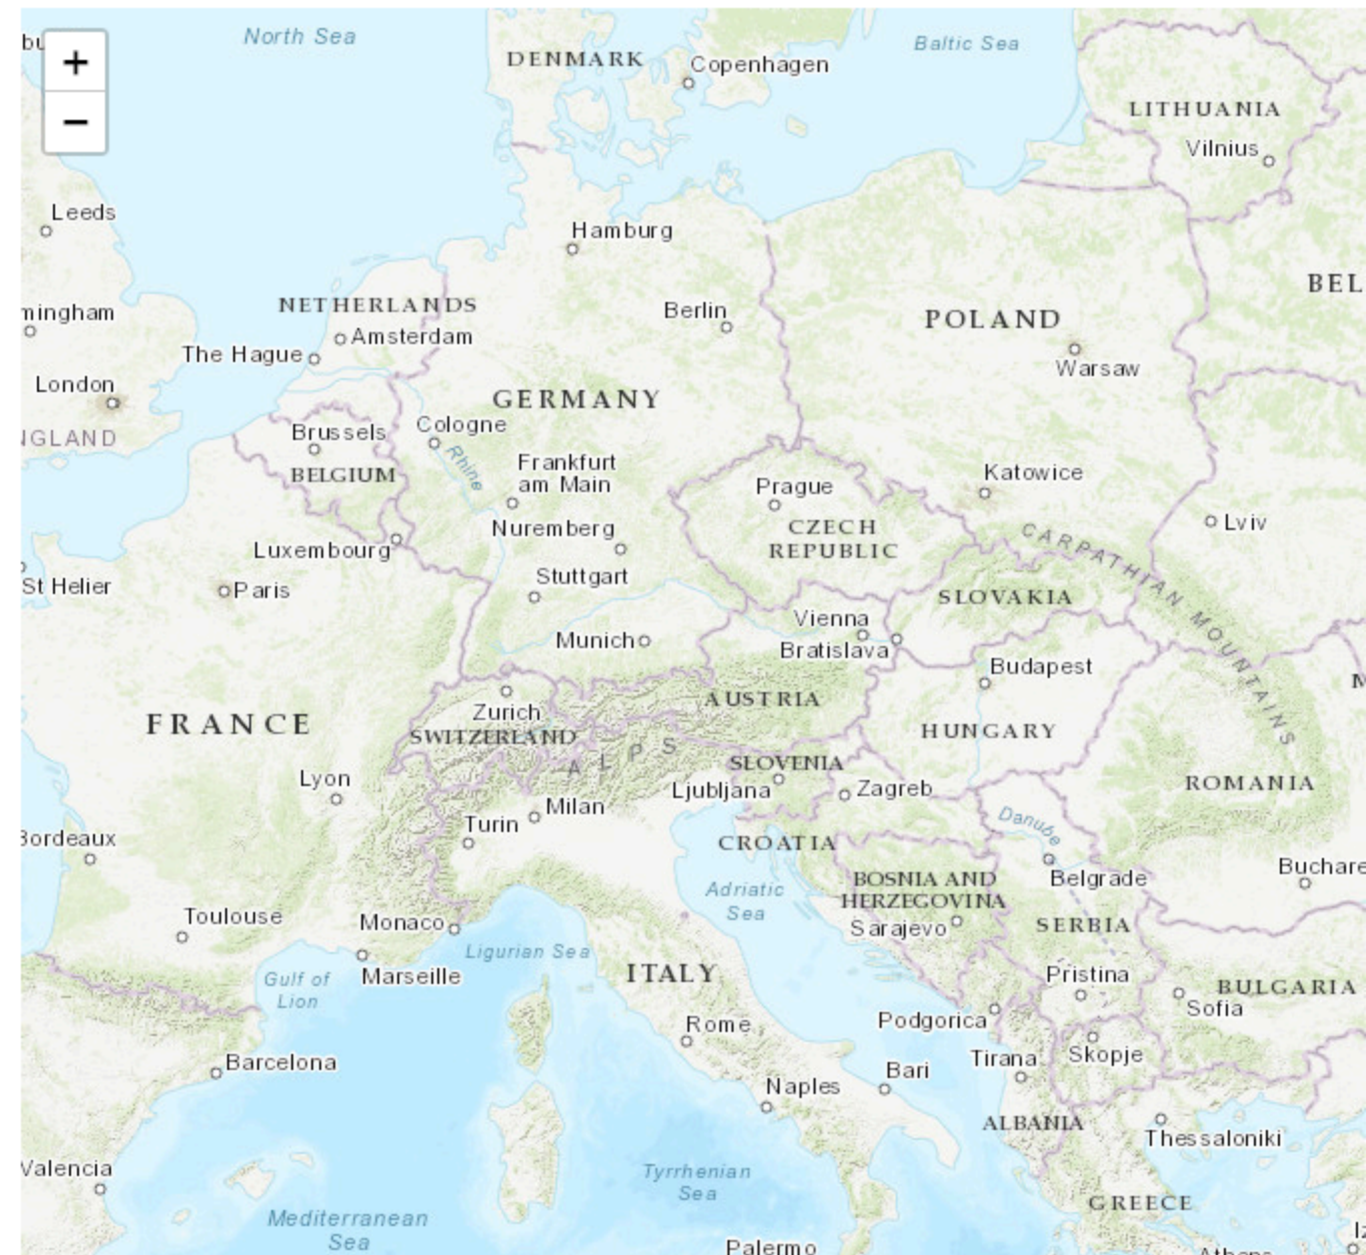 North Sea
DENMARK
Copenhagen
Baltic Sea
bu
+
−
LITHUANIA
Vilnius
Leeds
Hamburg
BEL
NETHERLANDS
mingham
Berlin
POLAND
Amsterdam
The Hague
Warsaw
London
GERMANY
NGLAND
Brussels
Cologne
BELGIUM
Rhine
Frankfurt
am Main
Katowice
Prague
Nuremberg
CZECH
REPUBLIC
Lviv
CARPATHIAN MOUNTAINS
Luxembourg
St Helier
Paris
Stuttgart
SLOVAKIA
Vienna
Munich
Bratislava
Budapest
AUSTRIA
FRANCE
Zurich
SWITZERLAND
HUNGARY
ALPS
SLOVENIA
Lyon
Ljubljana
Zagreb
ROMANIA
Milan
Turin
Danube
Bordeaux
CROATIA
Buchare
Belgrade
BOSNIA AND
HERZEGOVINA
Adriatic
Sea
Toulouse
Monaco
Sarajevo
SERBIA
Ligurian Sea
Marseille
Gulf of
Lion
ITALY
Pristina
BULGARIA
Sofia
Rome
Podgorica
Skopje
Tirana
Barcelona
Bari
Naples
ALBANIA
Thessaloniki
Valencia
Tyrrhenian
Sea
GREECE
Mediterranean
Sea
Palermo
Athens